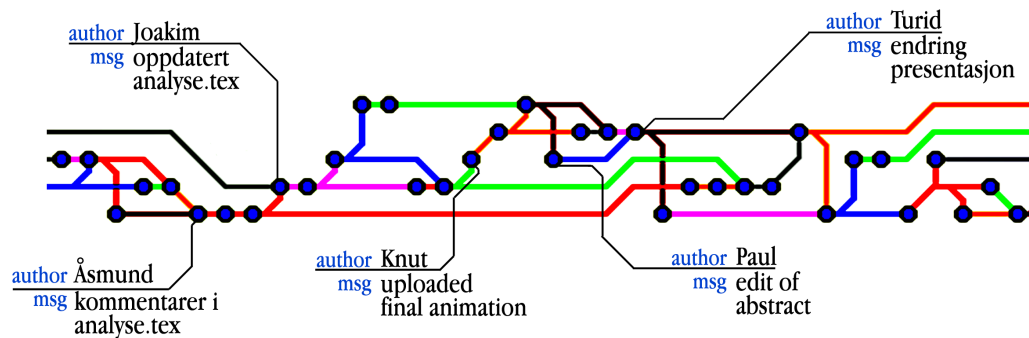 author Joakim
msg oppdatert
analyse.tex
author Turid
msg endring
presentasjon
author Åsmund
msg kommentarer i
analyse.tex
author Knut
msg uploaded
final animation
author Paul
msg edit of
abstract